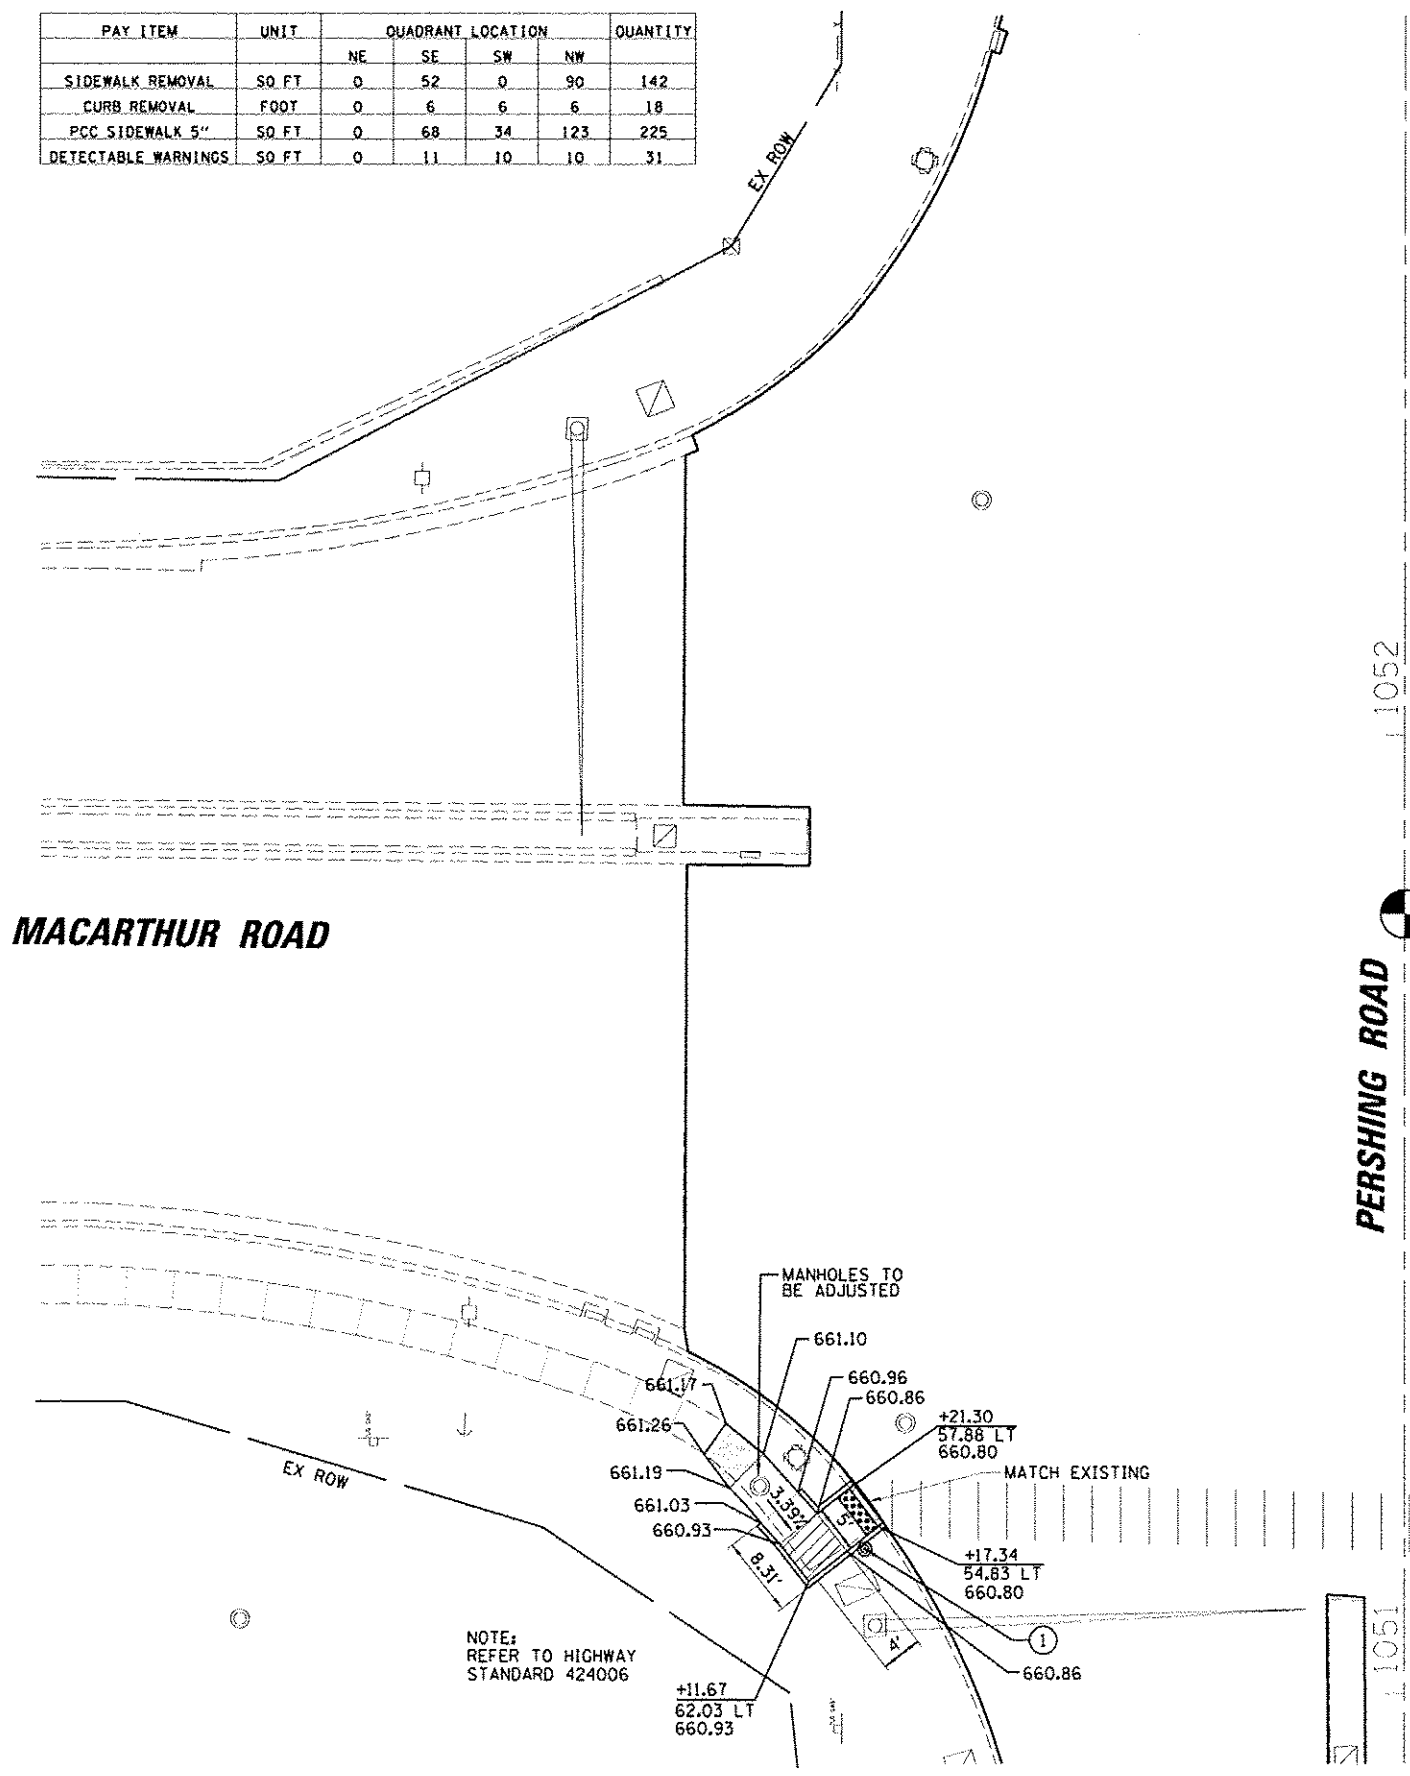 PAY ITEM UNIT QUADRANT LOCATION QUANTITY
NE SE SW NW
SIDEWALK REMOVAL SQ FT 0 52 0 90 142
CURB REMOVAL FOOT 0 6 6 6 18
PCC SIDEWALK 5" SQ FT 0 68 34 123 225
DETECTABLE WARNINGS SQ FT 0 11 10 10 31
EX ROW
1052
MACARTHUR ROAD
PERSHING ROAD
MANHOLES TO
BE ADJUSTED
661.10
660.96
660.86
661.17
661.26
+21.30
57.88 LT
660.80
MATCH EXISTING
EX ROW
661.19
661.03
660.93
3.39%
5'
8.31'
+17.34
54.83 LT
660.80
1
4'
660.86
1051
NOTE:
REFER TO HIGHWAY
STANDARD 424006
+11.67
62.03 LT
660.93